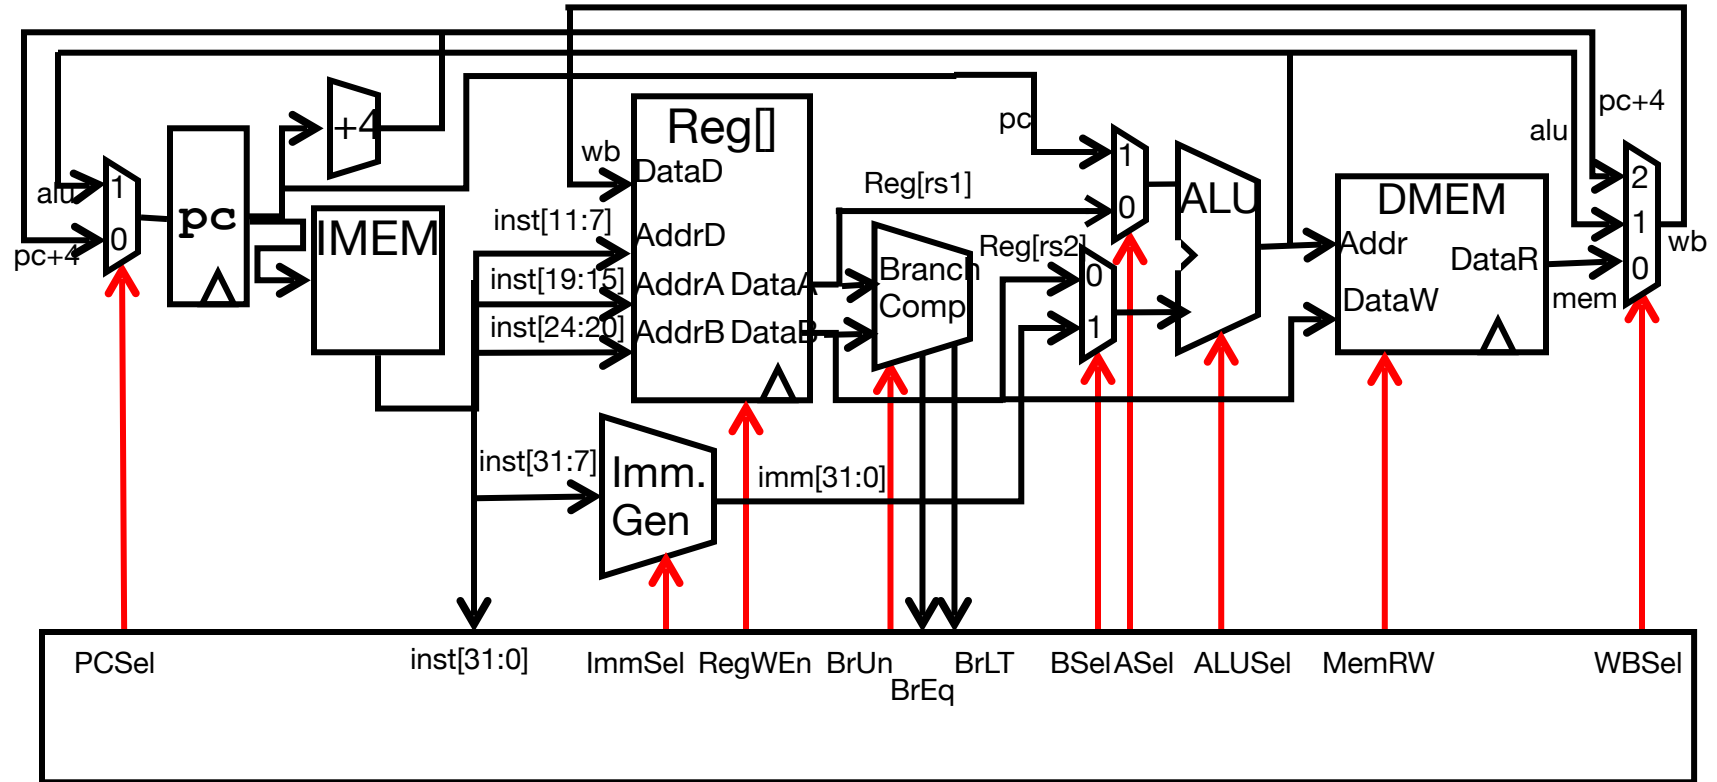 pc+4
alu
pc
+4
Reg[]
wb
DataD
Reg[rs1]
1
0
ALU
DMEM
2
1
0
alu
1
0
pc+4
pc
IMEM
inst[11:7]
AddrD
Reg[rs2]
Addr
DataR
wb
mem
inst[19:15]
AddrA DataA
Branch
Comp
0
1
DataW
inst[24:20]
AddrB DataB
inst[31:7]
Imm.
Gen
imm[31:0]
PCSel
inst[31:0]
ImmSel
RegWEn
BrUn
BrEq
BrLT
BSel
ASel
ALUSel
MemRW
WBSel